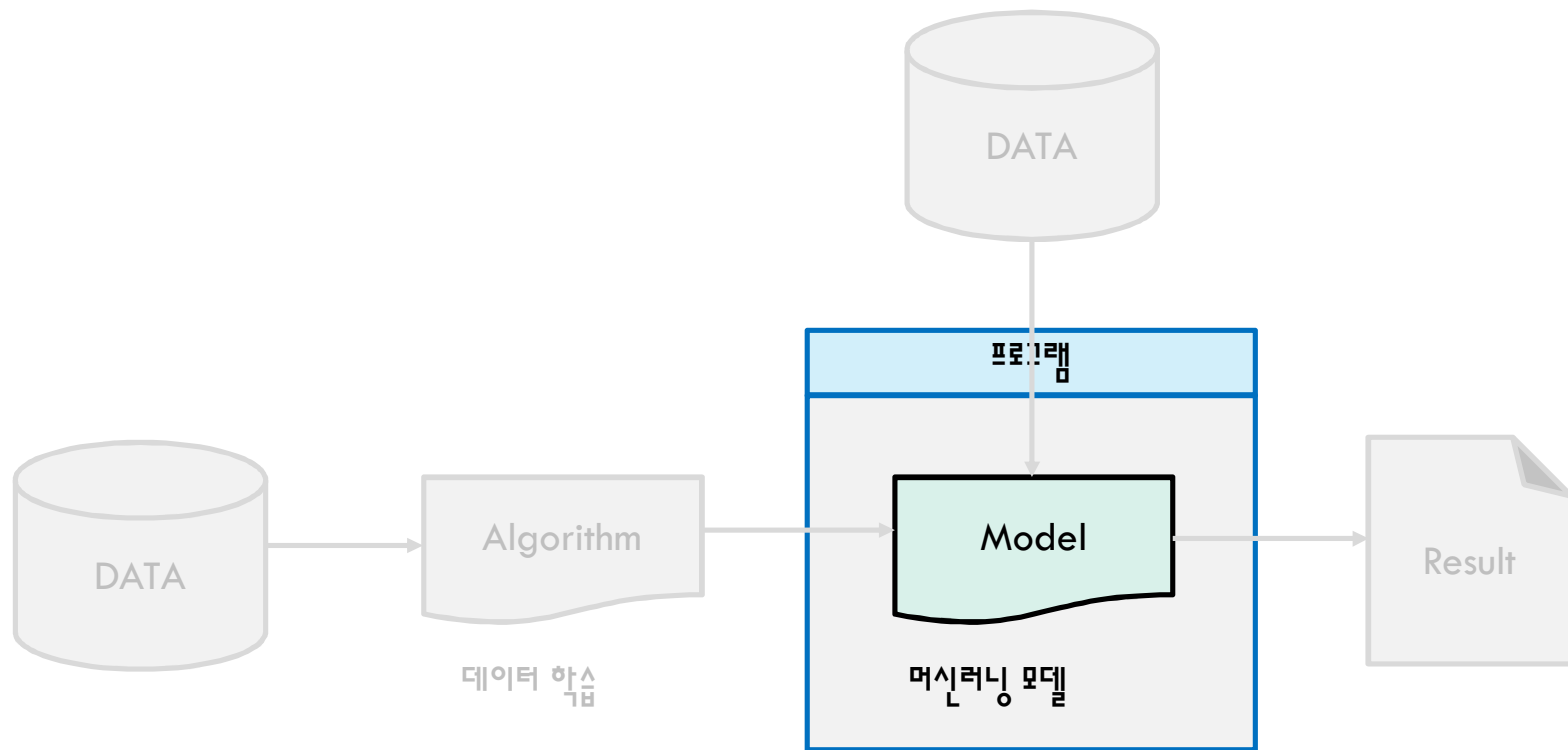 DATA
프로그램
DATA
Algorithm
Model
Result
데이터 학습
머신러닝 모델